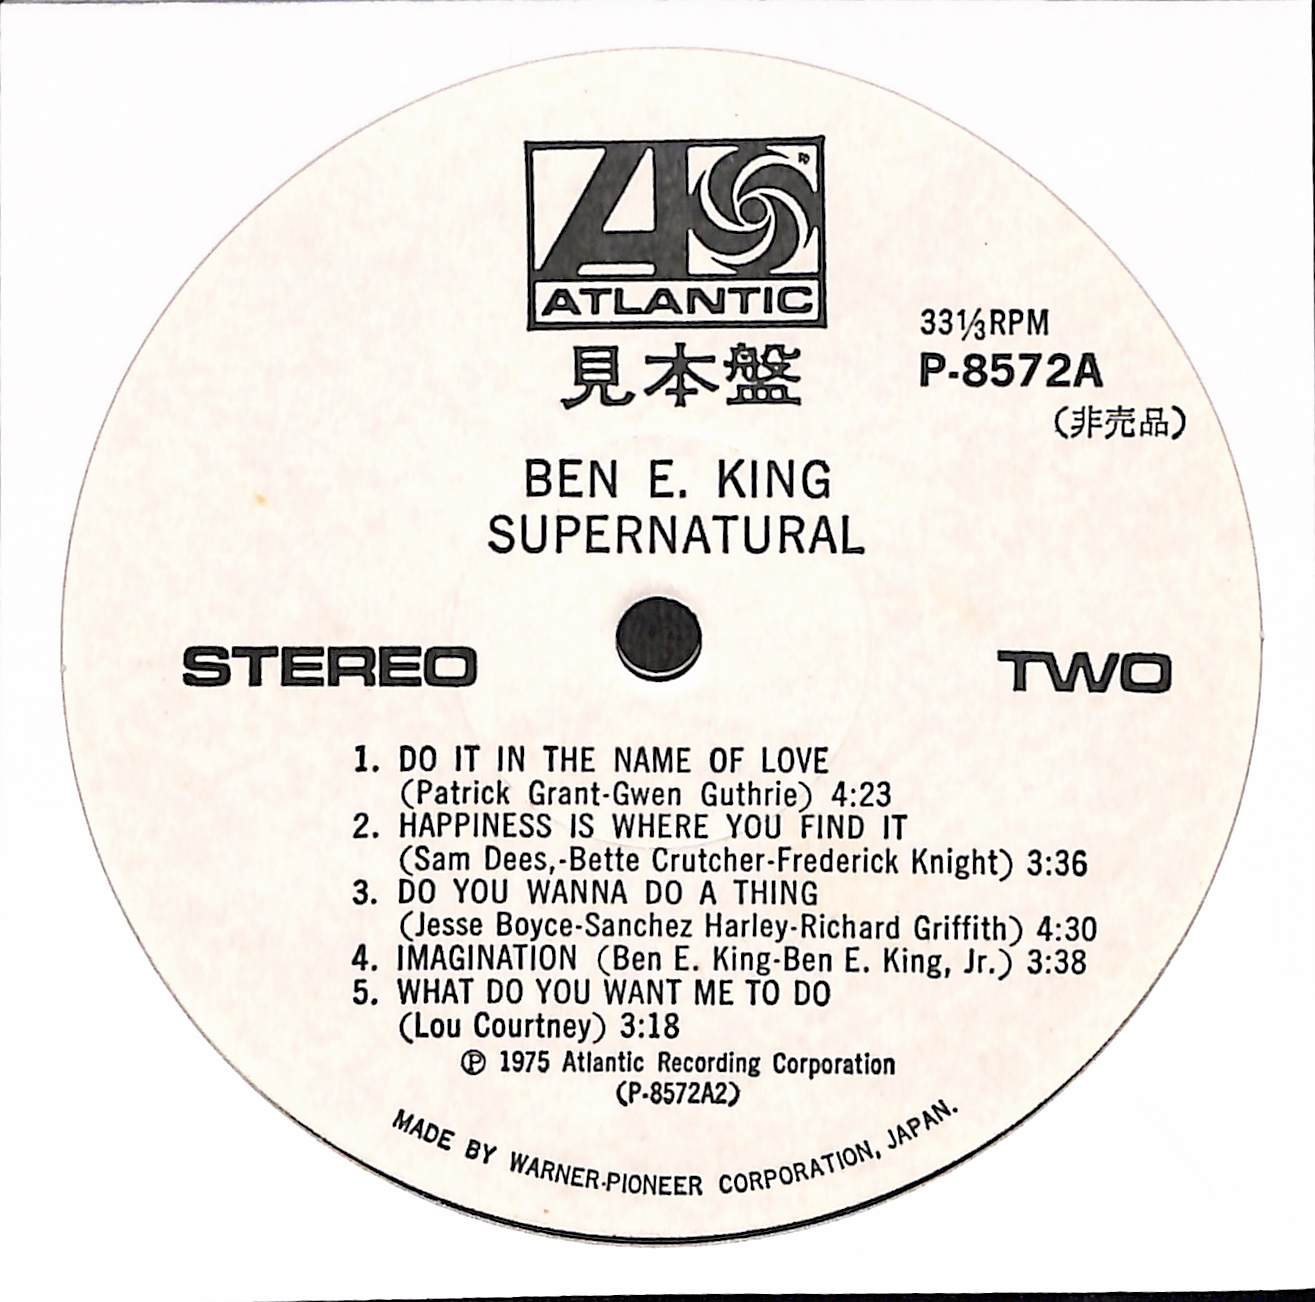 ATLANTIC
見本盤
33⅓RPM
P-8572A
(非売品)
BEN E. KING
SUPERNATURAL
STEREO
TWO
1. DO IT IN THE NAME OF LOVE
(Patrick Grant-Gwen Guthrie) 4:23
2. HAPPINESS IS WHERE YOU FIND IT
(Sam Dees,-Bette Crutcher-Frederick Knight) 3:36
3. DO YOU WANNA DO A THING
(Jesse Boyce-Sanchez Harley-Richard Griffith) 4:30
4. IMAGINATION (Ben E. King-Ben E. King, Jr.) 3:38
5. WHAT DO YOU WANT ME TO DO
(Lou Courtney) 3:18
℗ 1975 Atlantic Recording Corporation
(P-8572A2)
MADE BY WARNER-PIONEER CORPORATION, JAPAN.